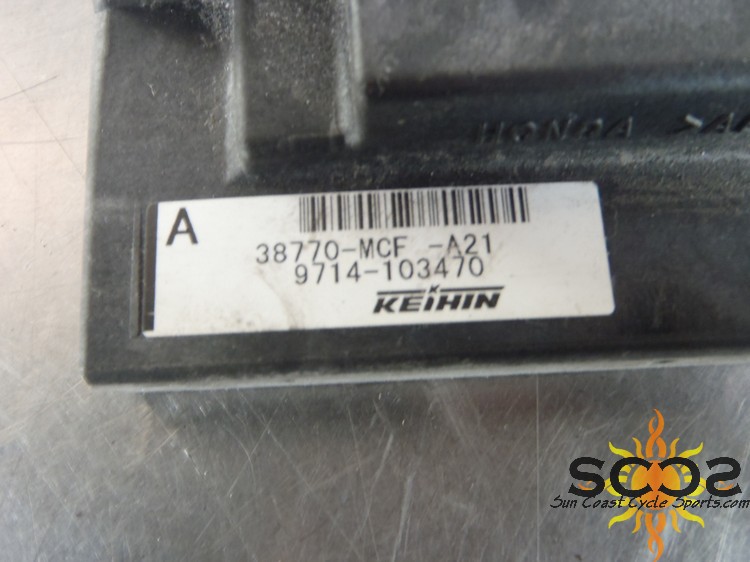 HONDA
A
38770-MCF -A21
9714-103470
KEIHIN
SCCS
Sun Coast Cycle Sports.com